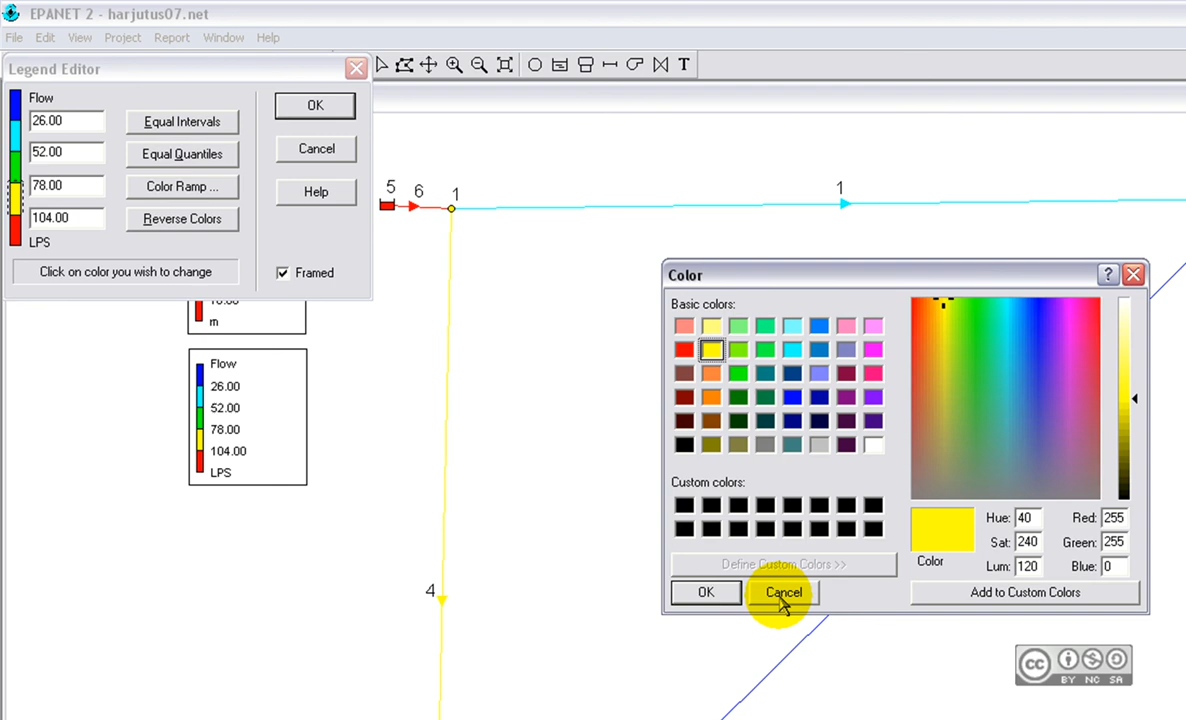 EPANET 2 - harjutus07.net
File Edit View Project Report Window Help
T
Legend Editor
Flow
26.00
52.00
78.00
104.00
LPS
Equal Intervals
Equal Quantiles
Color Ramp ...
Reverse Colors
OK
Cancel
Help
Click on color you wish to change
Framed
m
Flow
26.00
52.00
78.00
104.00
LPS
5 6 1 1
4
Color
?
Basic colors:
Custom colors:
Define Custom Colors >>
OK Cancel
Color
Hue: 40
Sat: 240
Lum: 120
Red: 255
Green: 255
Blue: 0
Add to Custom Colors
cc
BY NC SA